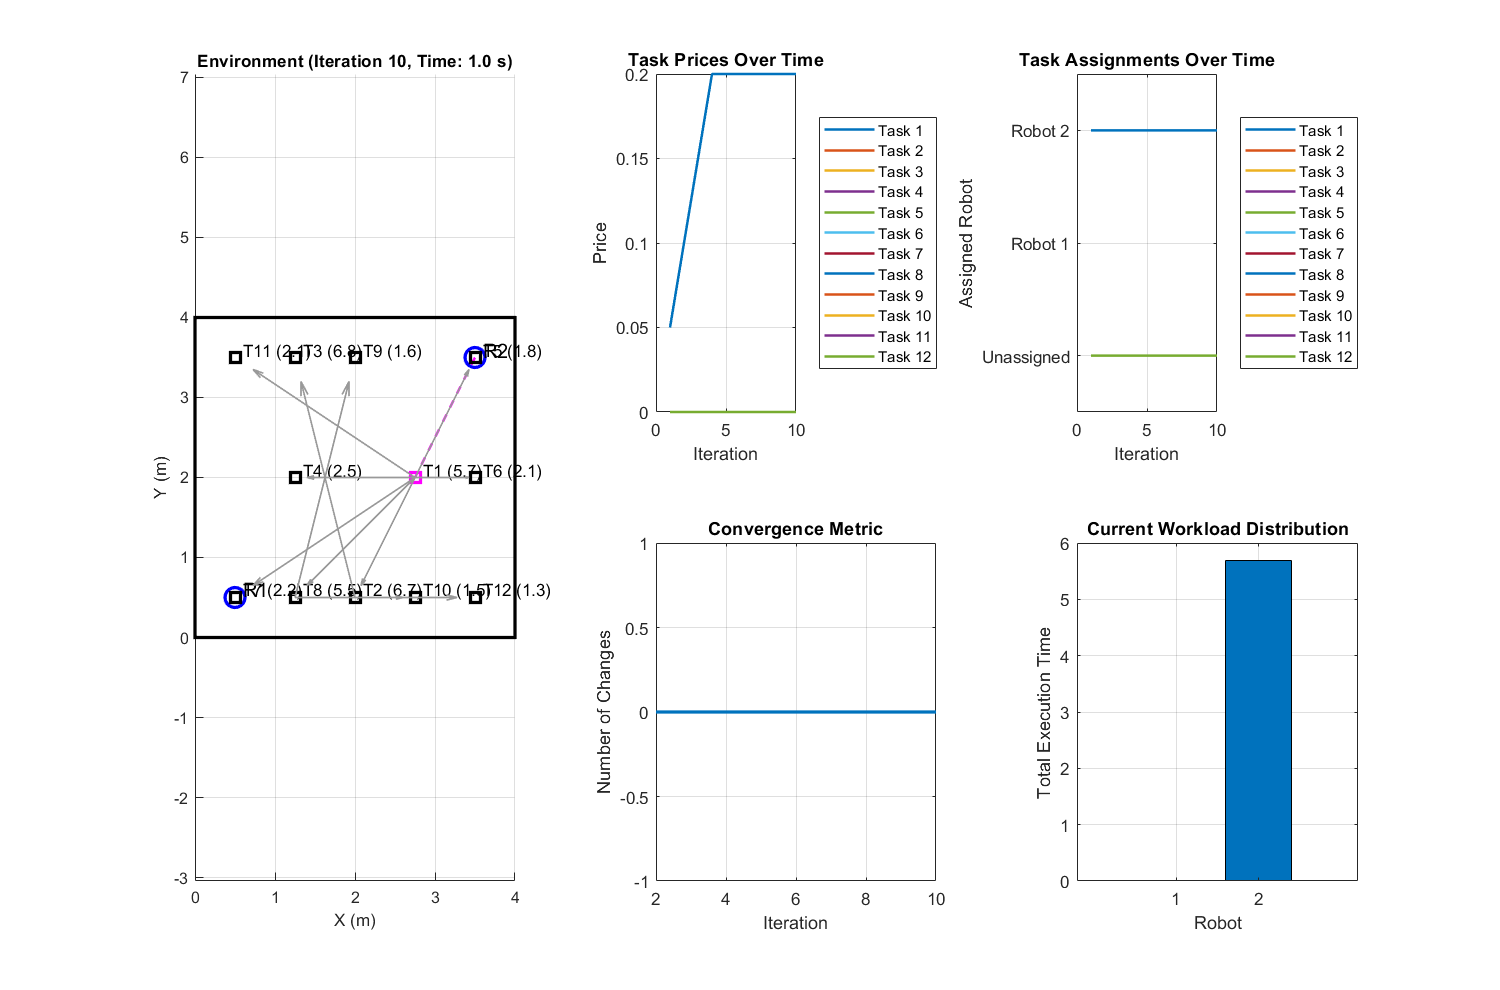 Environment (Iteration 10, Time: 1.0 s)
7
6
5
4
3
2
1
0
-1
-2
-3
0
1
2
3
4
X (m)
Y (m)
T11 (2.1)
T3 (6.8)
T9 (1.6)
R2
T5 (1.8)
T4 (2.5)
T1 (5.7)
T6 (2.1)
R1
T7 (2.2)
T8 (5.5)
T2 (6.7)
T10 (1.5)
T12 (1.3)
Task Prices Over Time
0.2
0.15
0.1
0.05
0
0
5
10
Iteration
Price
Task 1
Task 2
Task 3
Task 4
Task 5
Task 6
Task 7
Task 8
Task 9
Task 10
Task 11
Task 12
Task Assignments Over Time
Robot 2
Robot 1
Unassigned
0
5
10
Iteration
Assigned Robot
Task 1
Task 2
Task 3
Task 4
Task 5
Task 6
Task 7
Task 8
Task 9
Task 10
Task 11
Task 12
Convergence Metric
1
0.5
0
-0.5
-1
2
4
6
8
10
Iteration
Number of Changes
Current Workload Distribution
6
5
4
3
2
1
0
1
2
Robot
Total Execution Time